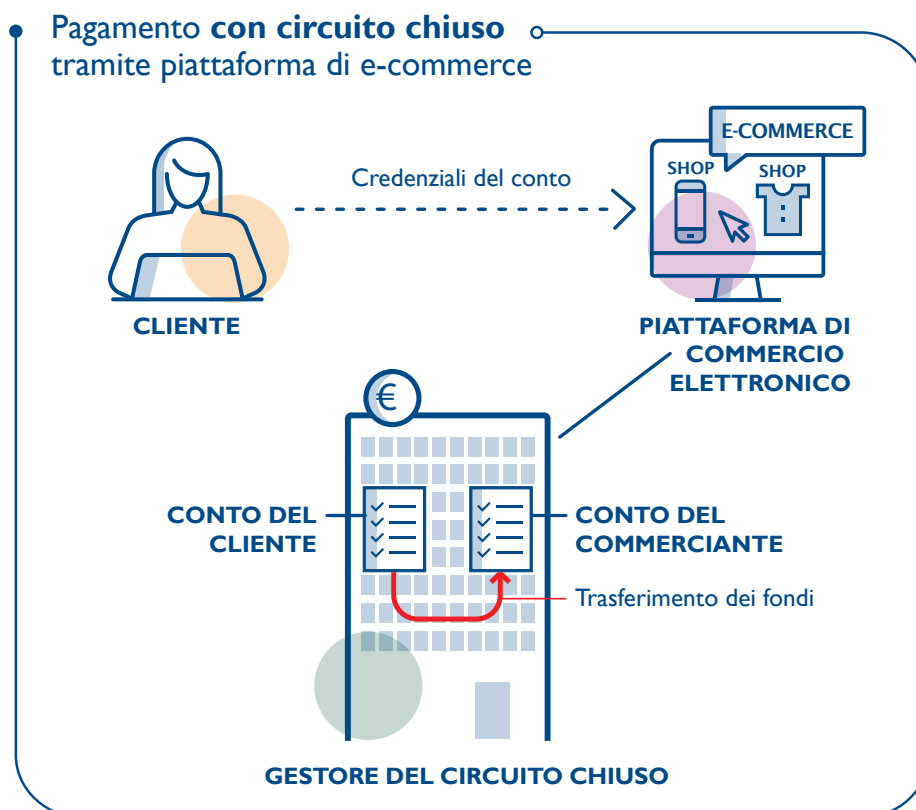 Pagamento con circuito chiuso
tramite piattaforma di e-commerce
E-COMMERCE
SHOP
SHOP
Credenziali del conto
CLIENTE
PIATTAFORMA DI
COMMERCIO
ELETTRONICO
€
CONTO DEL
CLIENTE
CONTO DEL
COMMERCIANTE
Trasferimento dei fondi
GESTORE DEL CIRCUITO CHIUSO